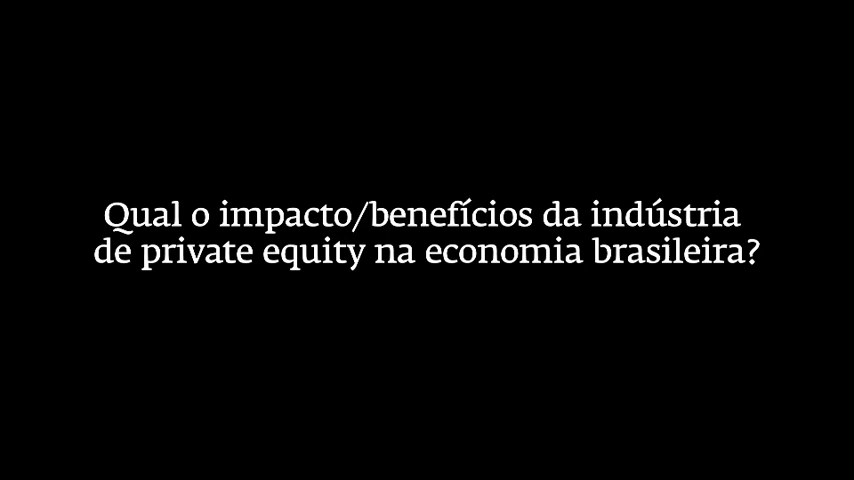 Qual o impacto/benefícios da indústria
de private equity na economia brasileira?